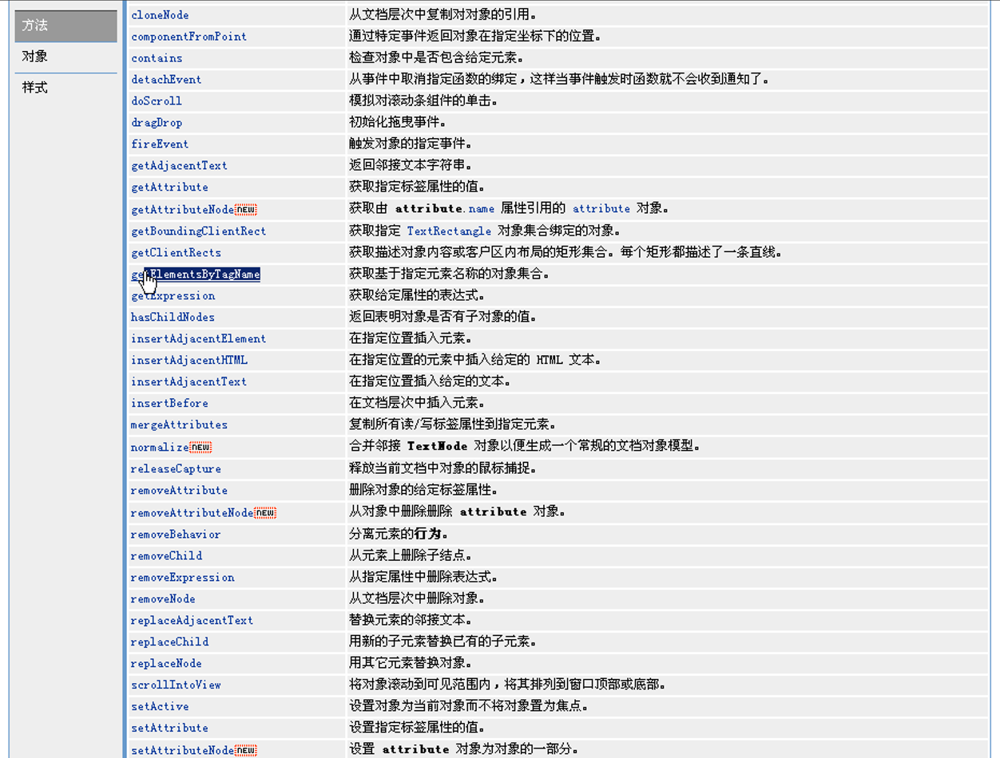 方法
对象
样式
cloneNode 从文档层次中复制对对象的引用。
componentFromPoint 通过特定事件返回对象在指定坐标下的位置。
contains 检查对象中是否包含给定元素。
detachEvent 从事件中取消指定函数的绑定，这样当事件触发时函数就不会收到通知了。
doScroll 模拟对滚动条组件的单击。
dragDrop 初始化拖曳事件。
fireEvent 触发对象的指定事件。
getAdjacentText 返回邻接文本字符串。
getAttribute 获取指定标签属性的值。
getAttributeNode new 获取由 attribute.name 属性引用的 attribute 对象。
getBoundingClientRect 获取指定 TextRectangle 对象集合绑定的对象。
getClientRects 获取描述对象内容或客户区内布局的矩形集合。每个矩形都描述了一条直线。
getElementsByTagName 获取基于指定元素名称的对象集合。
getExpression 获取给定属性的表达式。
hasChildNodes 返回表明对象是否有子对象的值。
insertAdjacentElement 在指定位置插入元素。
insertAdjacentHTML 在指定位置的元素中插入给定的 HTML 文本。
insertAdjacentText 在指定位置插入给定的文本。
insertBefore 在文档层次中插入元素。
mergeAttributes 复制所有读/写标签属性到指定元素。
normalize new 合并邻接 TextNode 对象以便生成一个常规的文档对象模型。
releaseCapture 释放当前文档中对象的鼠标捕捉。
removeAttribute 删除对象的给定标签属性。
removeAttributeNode new 从对象中删除删除 attribute 对象。
removeBehavior 分离元素的行为。
removeChild 从元素上删除子结点。
removeExpression 从指定属性中删除表达式。
removeNode 从文档层次中删除对象。
replaceAdjacentText 替换元素的邻接文本。
replaceChild 用新的子元素替换已有的子元素。
replaceNode 用其它元素替换对象。
scrollIntoView 将对象滚动到可见范围内，将其排列到窗口顶部或底部。
setActive 设置对象为当前对象而不将对象置为焦点。
setAttribute 设置指定标签属性的值。
setAttributeNode new 设置 attribute 对象为对象的一部分。